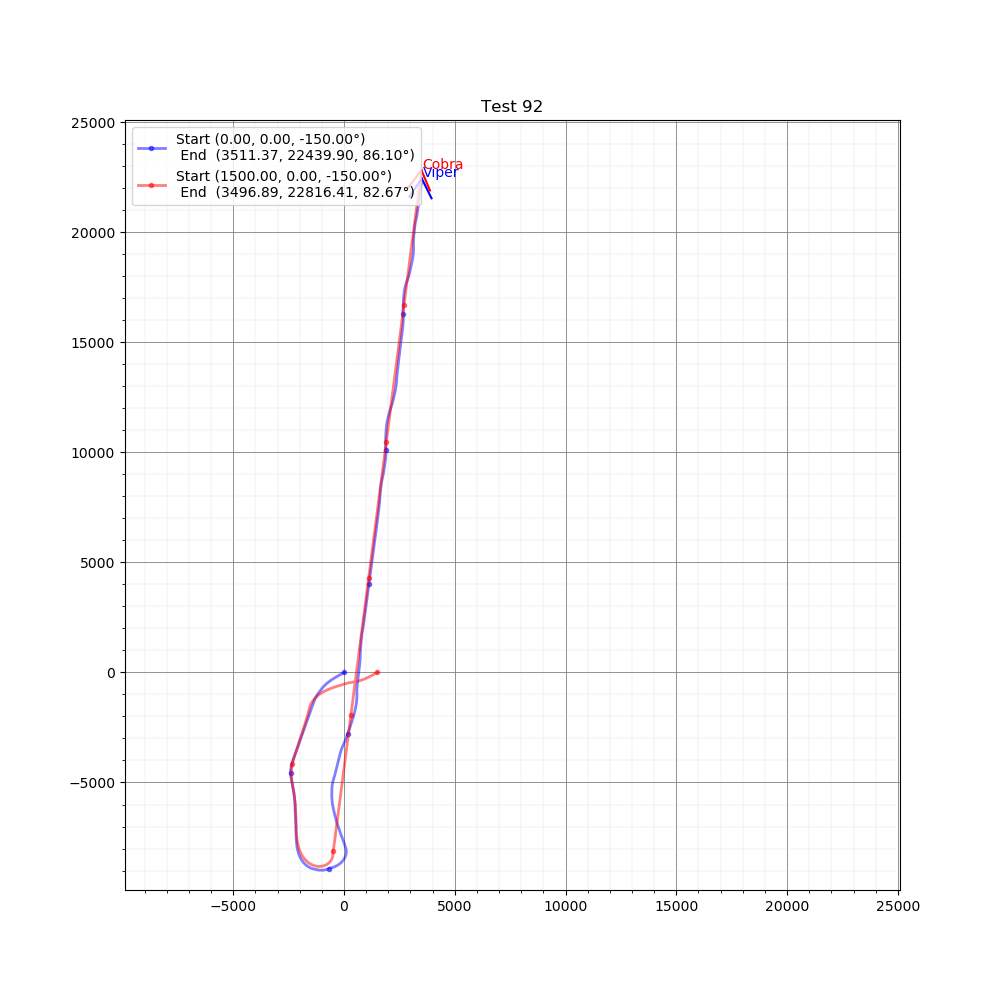 Test 92
25000
20000
15000
10000
5000
0
−5000
Start (0.00, 0.00, -150.00°)
End (3511.37, 22439.90, 86.10°)
Start (1500.00, 0.00, -150.00°)
End (3496.89, 22816.41, 82.67°)
Cobra
Viper
−5000 0 5000 10000 15000 20000 25000